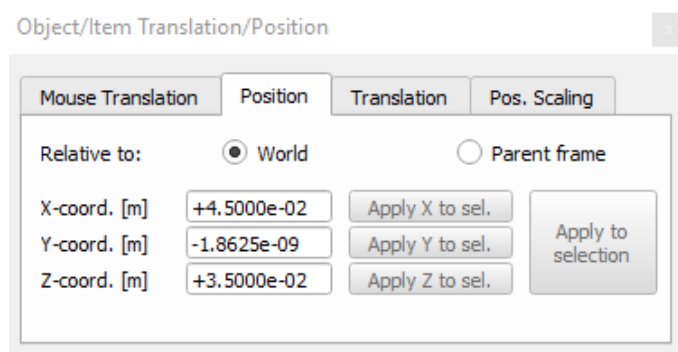 Object/Item Translation/Position
x
Mouse Translation Position Translation Pos. Scaling
Relative to: World Parent frame
X-coord. [m] +4.5000e-02 Apply X to sel.
Y-coord. [m] -1.8625e-09 Apply Y to sel.
Z-coord. [m] +3.5000e-02 Apply Z to sel.
Apply to
selection